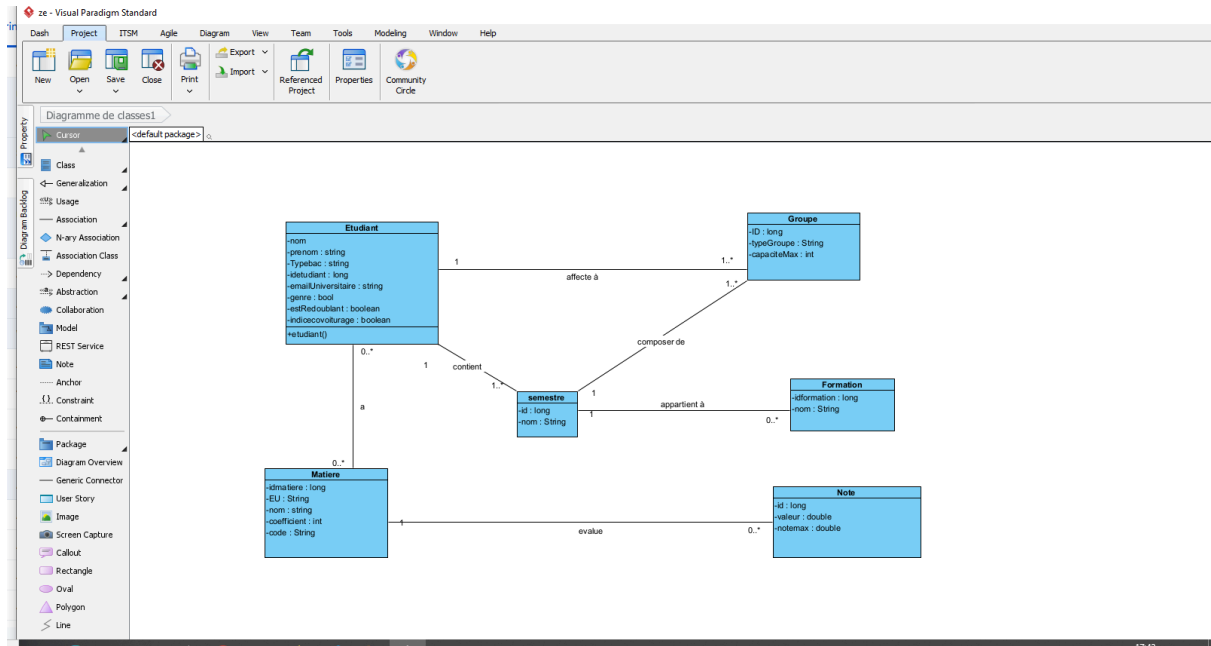 ze - Visual Paradigm Standard
Dash Project ITSM Agile Diagram View Team Tools Modeling Window Help
New Open Save Close Print Export Import Referenced Project Properties Community Circle
Diagramme de classes1
Property
Diagram Backlog
Cursor
<default package>
Class
Generalization
Usage
Association
N-ary Association
Association Class
Dependency
Abstraction
Collaboration
Model
REST Service
Note
Anchor
Constraint
Containment
Package
Diagram Overview
Generic Connector
User Story
Image
Screen Capture
Callout
Rectangle
Oval
Polygon
Line
Etudiant
-nom
-prenom : string
-Typebac : string
-idetudiant : long
-emailUniversitaire : string
-genre : bool
-estRedoublant : boolean
-indicecovoiturage : boolean
+etudiant()
1
affecte à
1..*
Groupe
-ID : long
-typeGroupe : String
-capaciteMax : int
1..*
composer de
1
1
contient
1..*
semestre
-id : long
-nom : String
1
appartient à
0..*
Formation
-idformation : long
-nom : String
0..*
a
0..*
Matiere
-idmatiere : long
-EU : String
-nom : string
-coefficient : int
-code : String
1
evalue
0..*
Note
-id : long
-valeur : double
-notemax : double